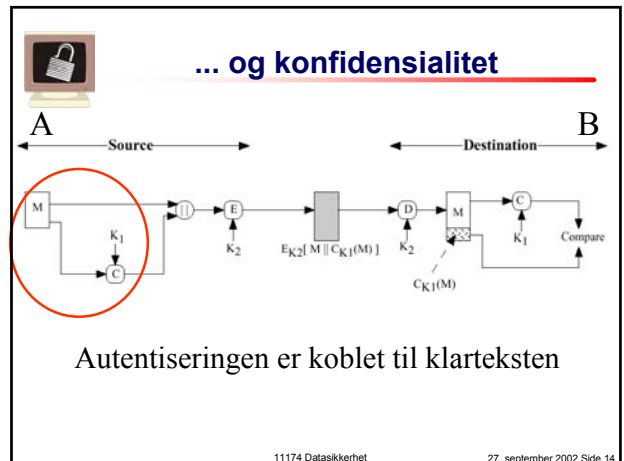 ... og konfidensialitet
A
B
Source
Destination
M
||
E
D
M
C
K1
K1
Compare
K2
EK2[ M || CK1(M) ]
K2
C
CK1(M)
Autentiseringen er koblet til klarteksten
11174 Datasikkerhet
27. september 2002 Side 14